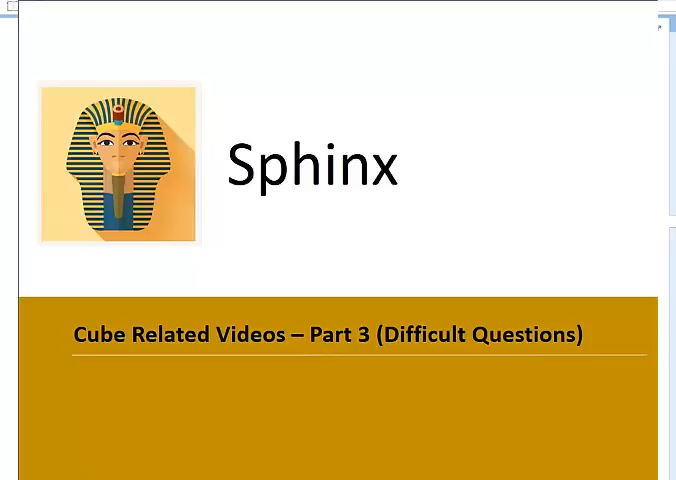 Sphinx
Cube Related Videos – Part 3 (Difficult Questions)